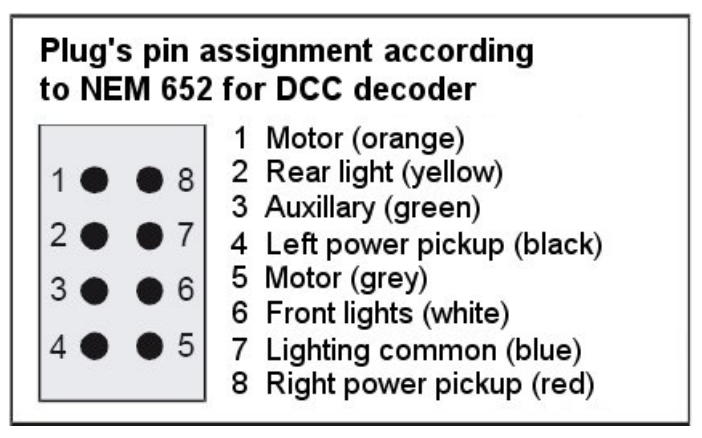 Plug's pin assignment according
to NEM 652 for DCC decoder
1 8
2 7
3 6
4 5
1 Motor (orange)
2 Rear light (yellow)
3 Auxillary (green)
4 Left power pickup (black)
5 Motor (grey)
6 Front lights (white)
7 Lighting common (blue)
8 Right power pickup (red)